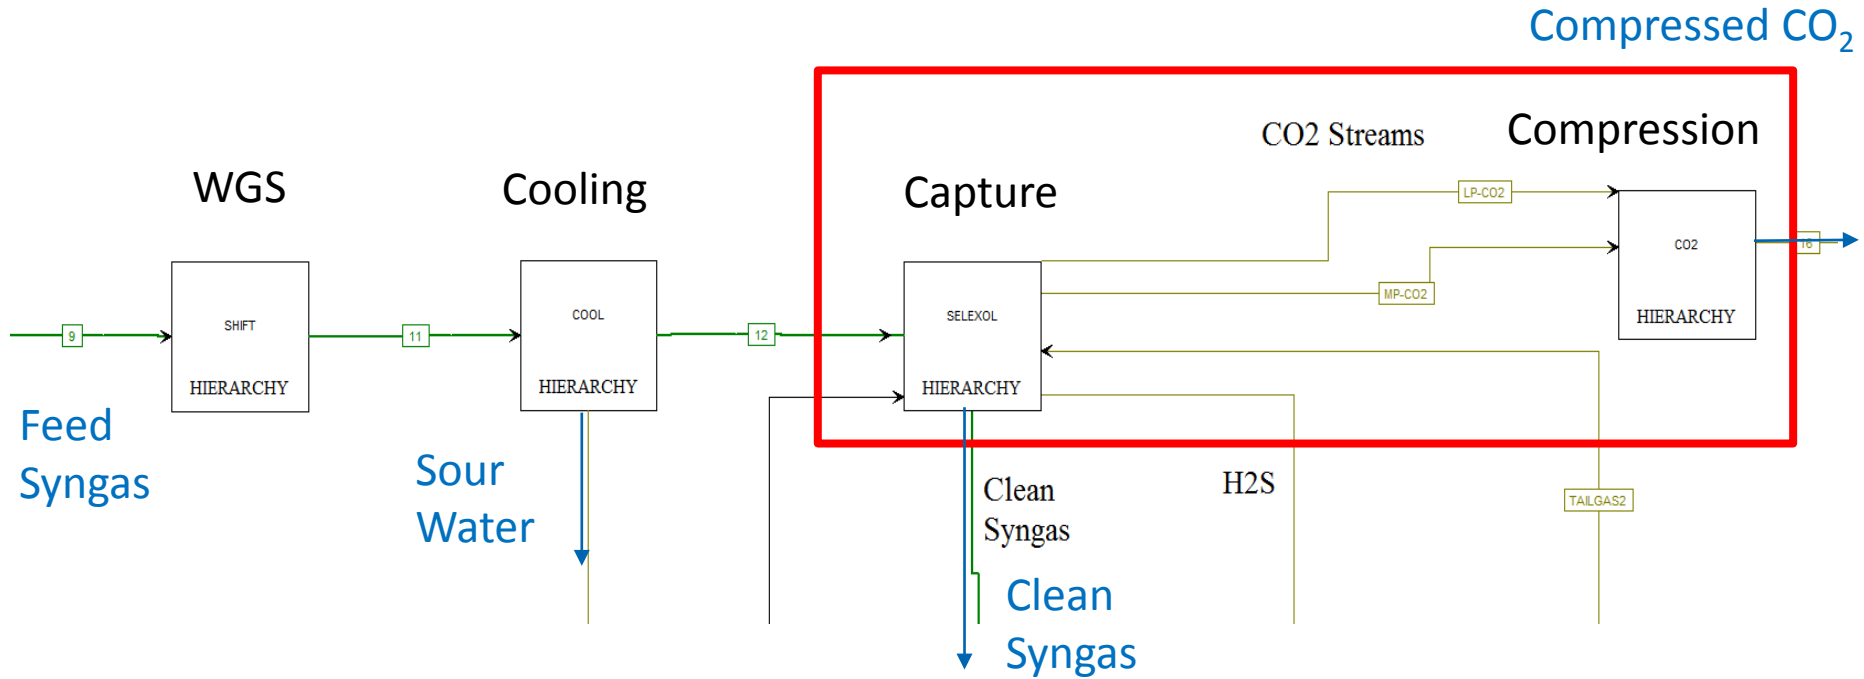 Compressed CO2
CO2 Streams
Compression
WGS
Cooling
Capture
LP-CO2
MP-CO2
CO2
16
SHIFT
COOL
SELEXOL
HIERARCHY
9
11
12
HIERARCHY
HIERARCHY
HIERARCHY
Feed
Syngas
Sour
Water
Clean
Syngas
H2S
TAILGAS2
Clean
Syngas